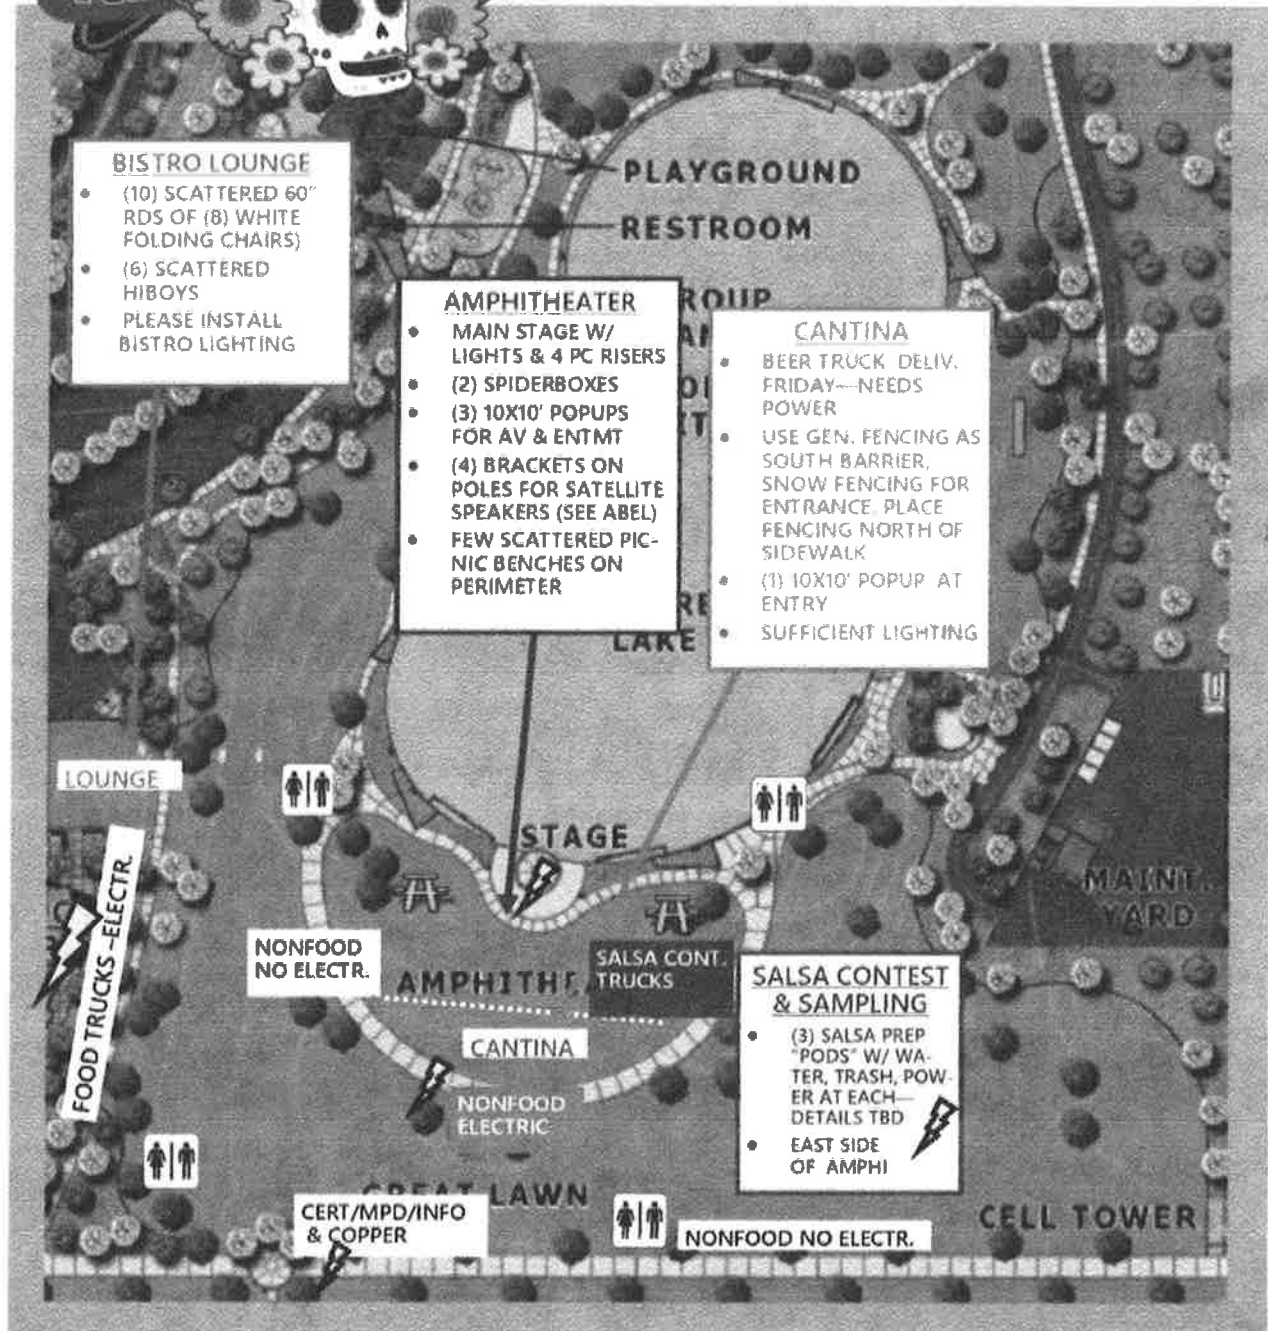 BISTRO LOUNGE
• (10) SCATTERED 60"
RDS OF (8) WHITE
FOLDING CHAIRS)
• (6) SCATTERED
HIBOYS
• PLEASE INSTALL
BISTRO LIGHTING
PLAYGROUND
RESTROOM
AMPHITHEATER
• MAIN STAGE W/
LIGHTS & 4 PC RISERS
• (2) SPIDERBOXES
• (3) 10X10' POPUPS
FOR AV & ENTMT
• (4) BRACKETS ON
POLES FOR SATELLITE
SPEAKERS (SEE ABEL)
• FEW SCATTERED PIC-
NIC BENCHES ON
PERIMETER
CANTINA
• BEER TRUCK DELIV.
FRIDAY—NEEDS
POWER
• USE GEN. FENCING AS
SOUTH BARRIER,
SNOW FENCING FOR
ENTRANCE. PLACE
FENCING NORTH OF
SIDEWALK
• (1) 10X10' POPUP AT
ENTRY
• SUFFICIENT LIGHTING
LAKE
LOUNGE
STAGE
FOOD TRUCKS~ELECTR.
MAINT.
YARD
NONFOOD
NO ELECTR.
SALSA CONT.
TRUCKS
CANTINA
NONFOOD
ELECTRIC
SALSA CONTEST
& SAMPLING
• (3) SALSA PREP
"PODS" W/ WA-
TER, TRASH, POW-
ER AT EACH—
DETAILS TBD
• EAST SIDE
OF AMPHI
LAWN
CERT/MPD/INFO
& COPPER
NONFOOD NO ELECTR.
CELL TOWER